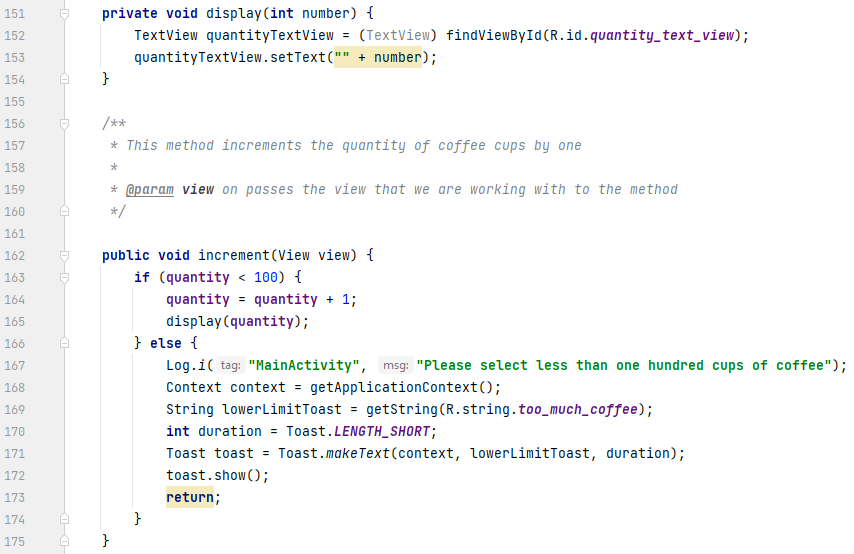 151 private void display(int number) {
152 TextView quantityTextView = (TextView) findViewById(R.id.quantity_text_view);
153 quantityTextView.setText("" + number);
154 }
155
156 /**
157 * This method increments the quantity of coffee cups by one
158 *
159 * @param view on passes the view that we are working with to the method
160 */
161
162 public void increment(View view) {
163 if (quantity < 100) {
164 quantity = quantity + 1;
165 display(quantity);
166 } else {
167 Log.i( tag: "MainActivity", msg: "Please select less than one hundred cups of coffee");
168 Context context = getApplicationContext();
169 String lowerLimitToast = getString(R.string.too_much_coffee);
170 int duration = Toast.LENGTH_SHORT;
171 Toast toast = Toast.makeText(context, lowerLimitToast, duration);
172 toast.show();
173 return;
174 }
175 }